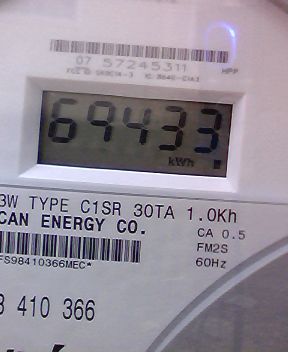 07 57245311
HPP
69433
kWh
3W TYPE C1SR 30TA 1.0Kh
CAN ENERGY CO.
CA 0.5
FM2S
60Hz
FS98410366MEC*
410 366